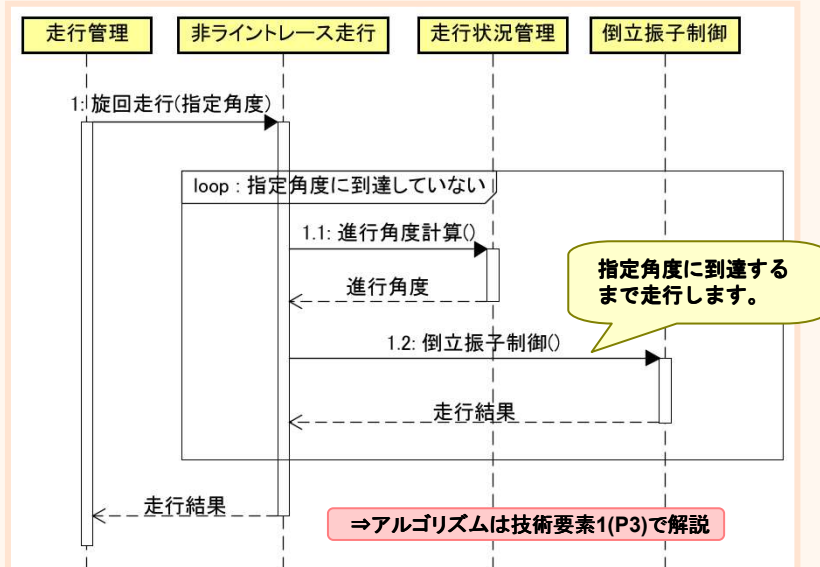 走行管理
非ライントレース走行
走行状況管理
倒立振子制御
1: 旋回走行(指定角度)
loop : 指定角度に到達していない
1.1: 進行角度計算()
指定角度に到達する
まで走行します。
進行角度
1.2: 倒立振子制御()
走行結果
走行結果
⇒アルゴリズムは技術要素1(P3)で解説